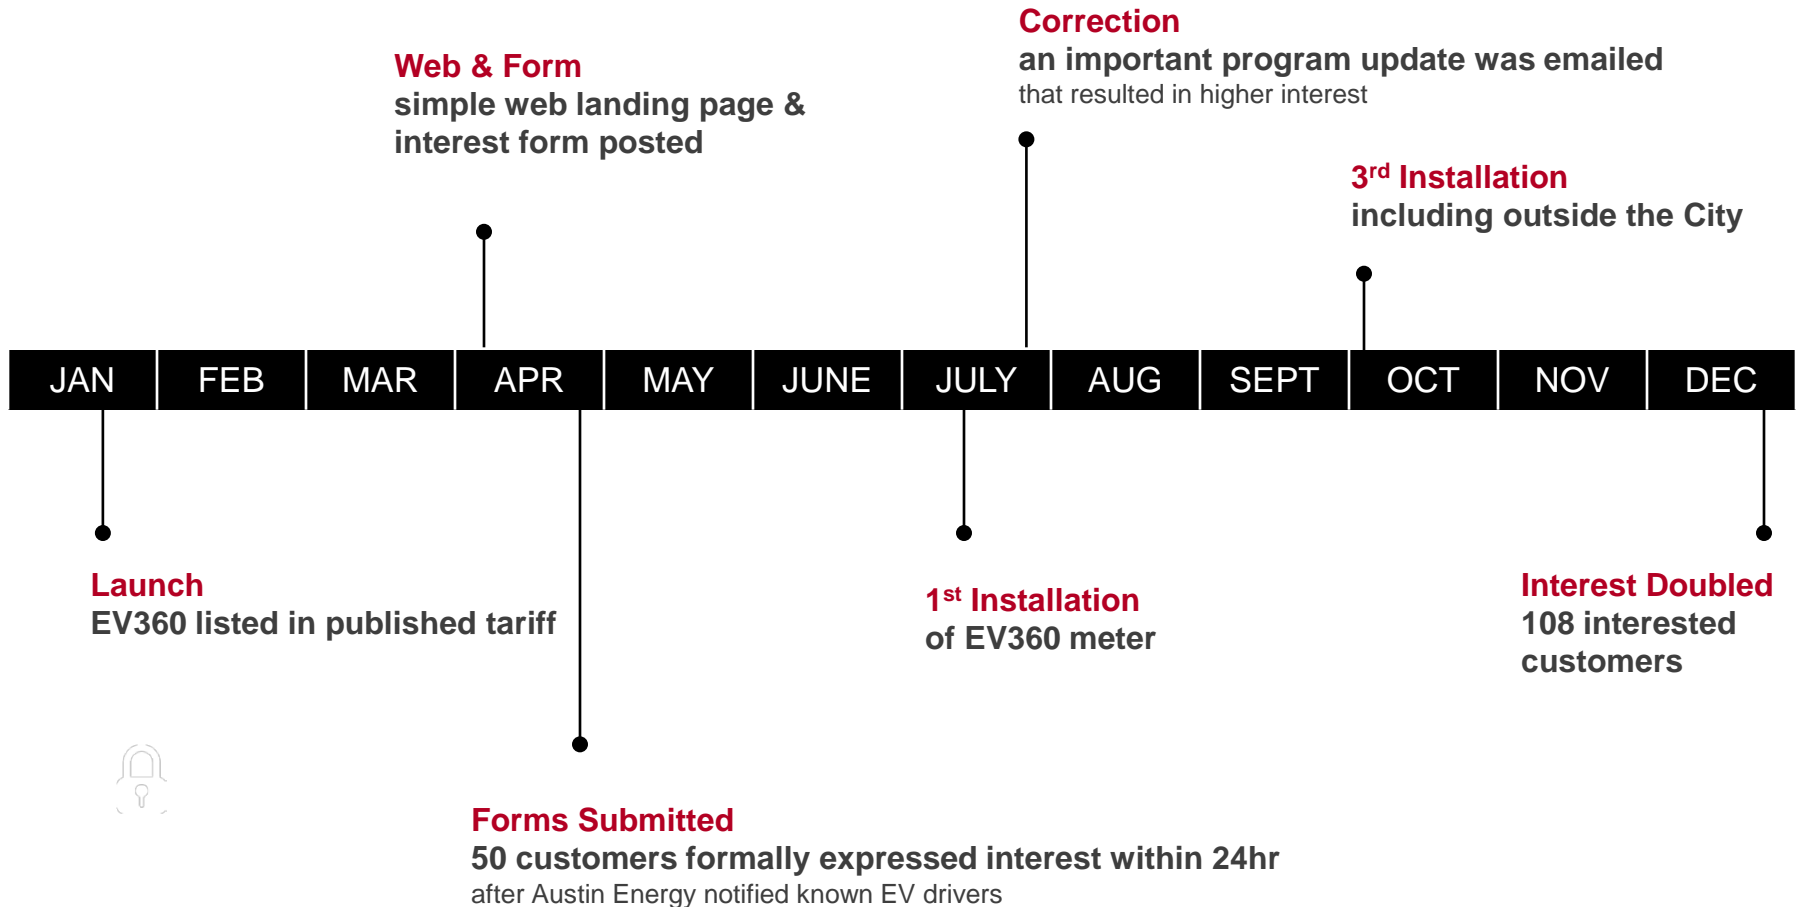 Correction
an important program update was emailed
that resulted in higher interest
Web & Form
simple web landing page &
interest form posted
3rd Installation
including outside the City
JAN FEB MAR APR MAY JUNE JULY AUG SEPT OCT NOV DEC
Launch
EV360 listed in published tariff
1st Installation
of EV360 meter
Interest Doubled
108 interested
customers
Forms Submitted
50 customers formally expressed interest within 24hr
after Austin Energy notified known EV drivers